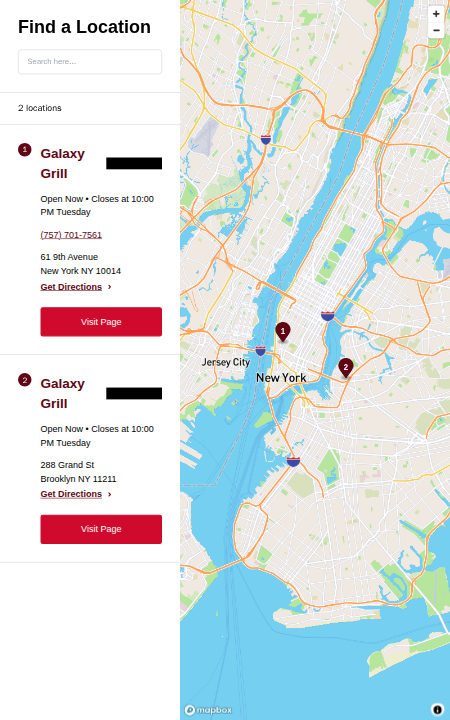 Find a Location
Search here...
2 locations
1
Galaxy
Grill
Open Now • Closes at 10:00
PM Tuesday
(757) 701-7561
61 9th Avenue
New York NY 10014
Get Directions ›
Visit Page
2
Galaxy
Grill
Open Now • Closes at 10:00
PM Tuesday
288 Grand St
Brooklyn NY 11211
Get Directions ›
Visit Page
+
−
1
2
Jersey City
New York
mapbox